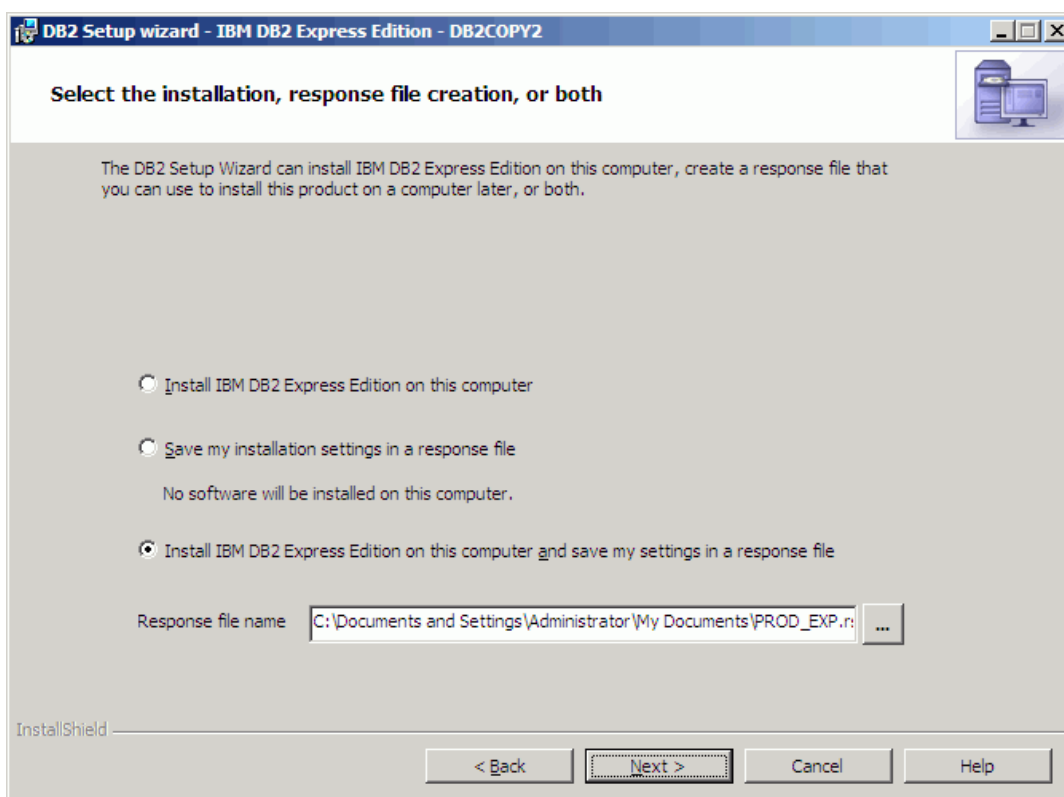 DB2 Setup wizard - IBM DB2 Express Edition - DB2COPY2
Select the installation, response file creation, or both
The DB2 Setup Wizard can install IBM DB2 Express Edition on this computer, create a response file that
you can use to install this product on a computer later, or both.
Install IBM DB2 Express Edition on this computer
Save my installation settings in a response file
No software will be installed on this computer.
Install IBM DB2 Express Edition on this computer and save my settings in a response file
Response file name C:\Documents and Settings\Administrator\My Documents\PROD_EXP.rs ...
InstallShield
< Back Next > Cancel Help